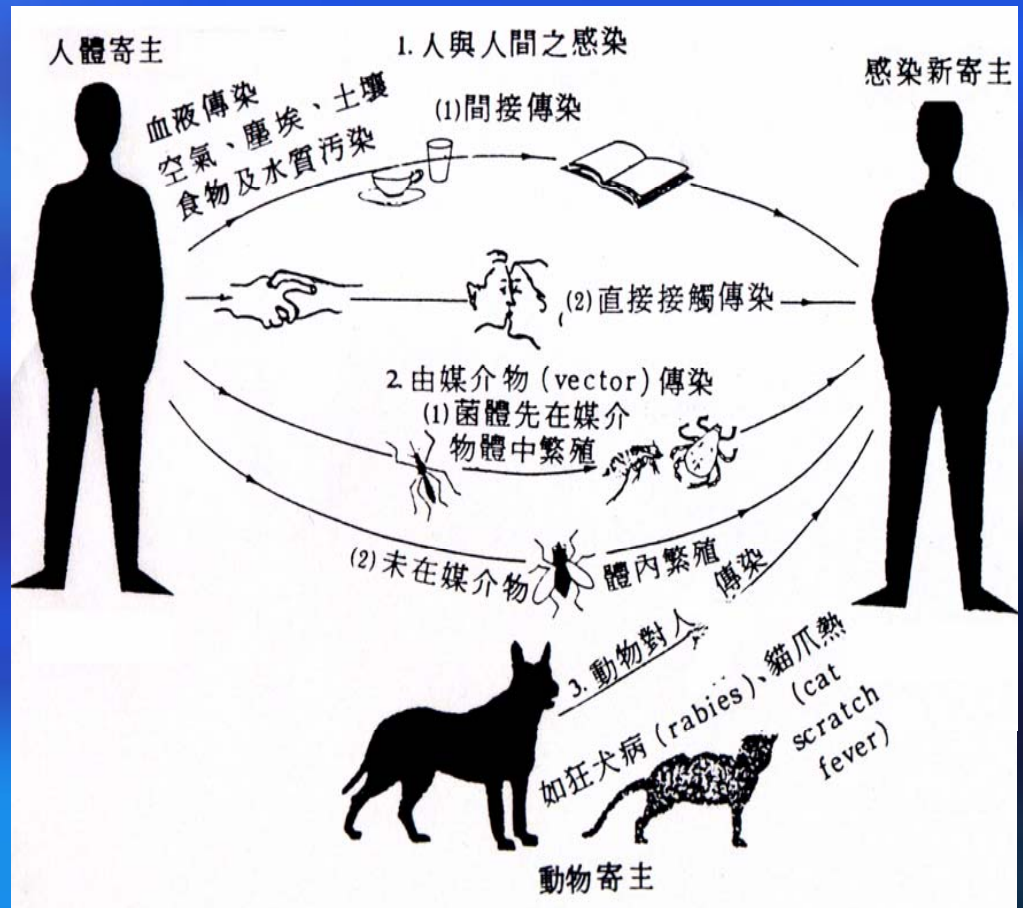 人體寄主
1. 人與人間之感染
感染新寄主
血液傳染
空氣、塵埃、土壤
食物及水質污染
(1)間接傳染
(2)直接接觸傳染
2. 由媒介物(vector)傳染
(1)菌體先在媒介
物體中繁殖
(2)未在媒介物 體內繁殖
3. 動物對人 傳染
如狂犬病(rabies)、貓爪熱
(cat
scratch
fever)
動物寄主